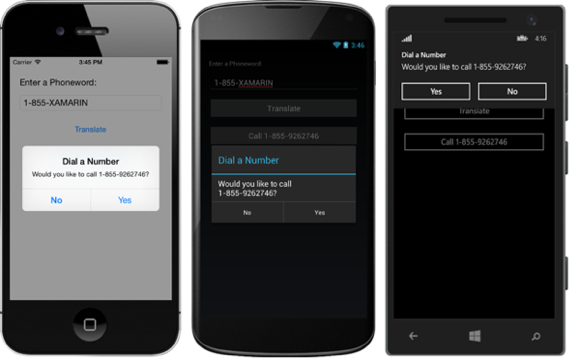 Carrier 3:45 PM
Enter a Phoneword:
1-855-XAMARIN
Translate
Dial a Number
Would you like to call 1-855-9262746?
No Yes
3:46
Enter a Phoneword:
1-855-XAMARIN
Translate
Call 1-855-9262746
Dial a Number
Would you like to call
1-855-9262746?
No Yes
4:16
Dial a Number
Would you like to call 1-855-9262746?
Yes No
Translate
Call 1-855-9262746